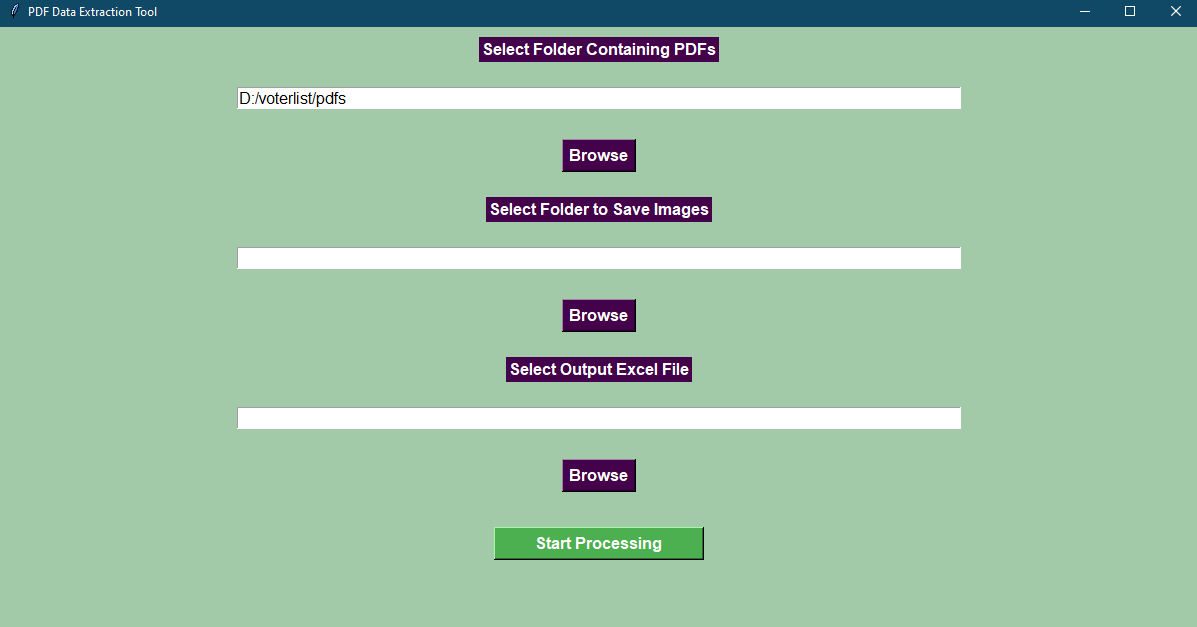 PDF Data Extraction Tool
Select Folder Containing PDFs
D:/voterlist/pdfs
Browse
Select Folder to Save Images
Browse
Select Output Excel File
Browse
Start Processing